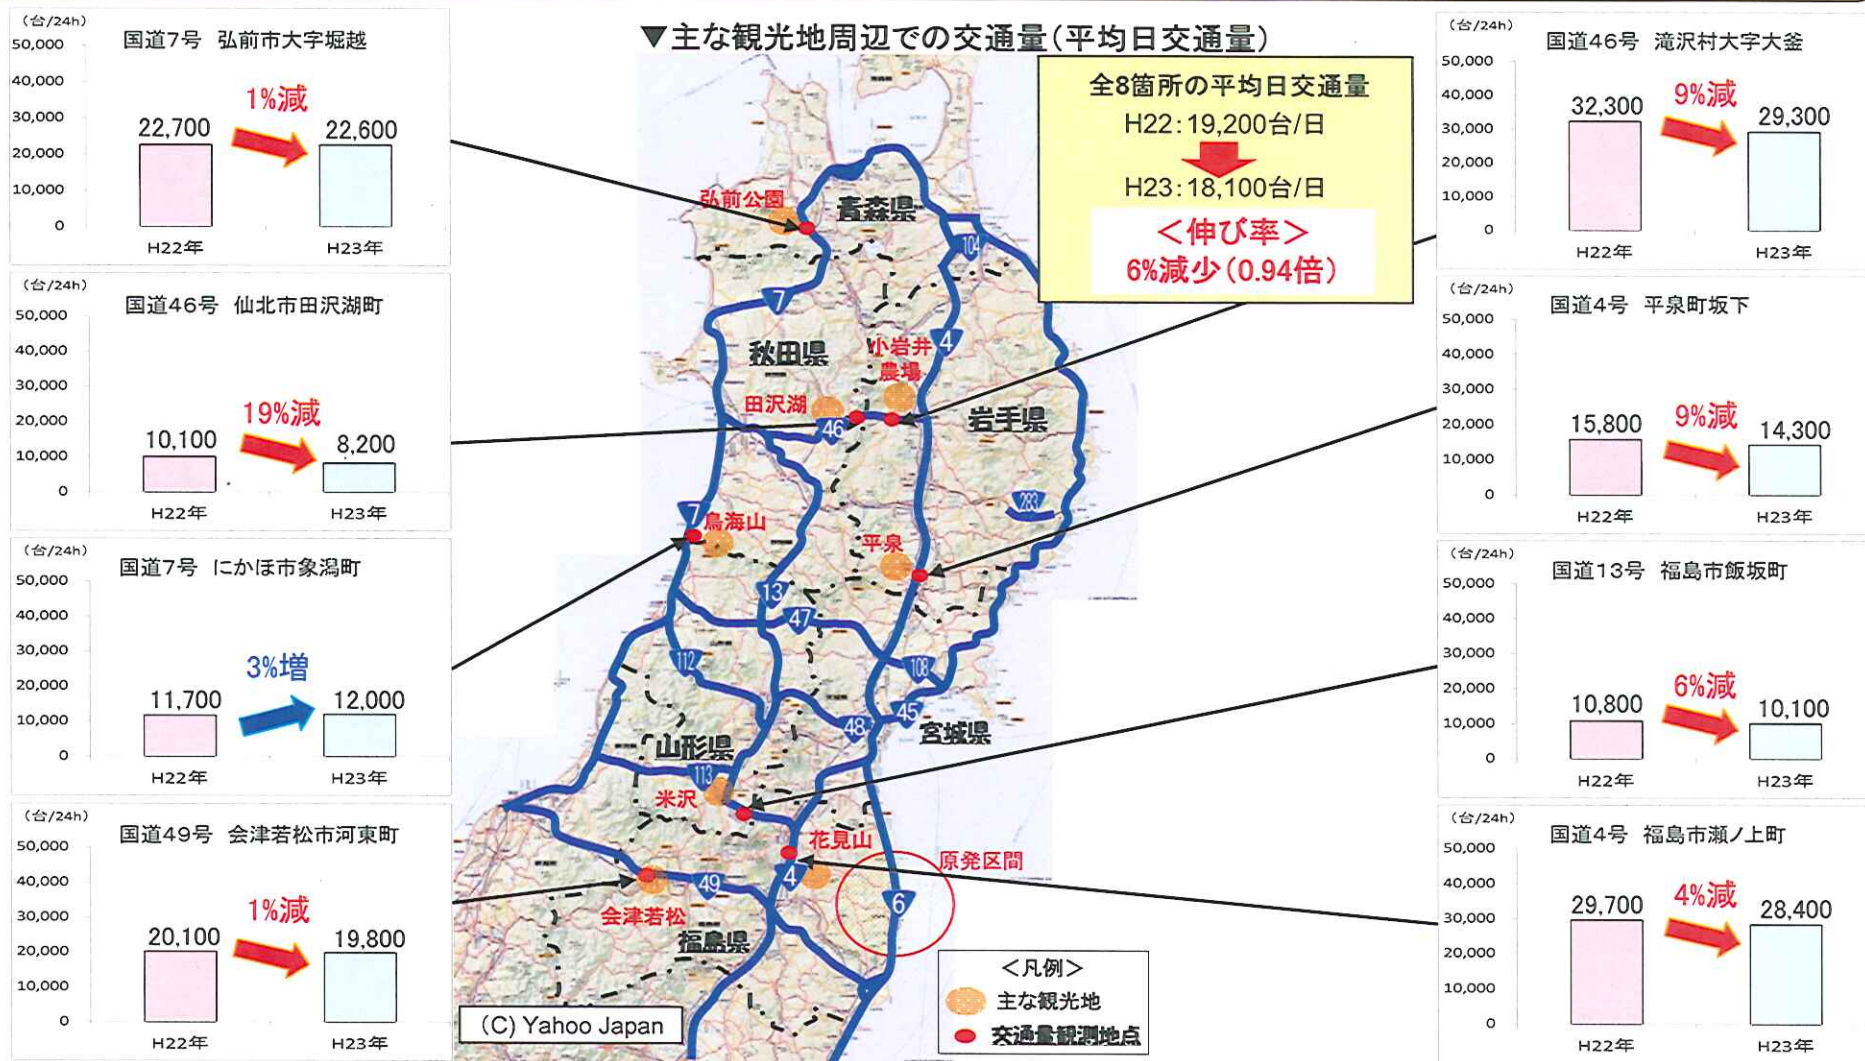 ▼主な観光地周辺での交通量(平均日交通量)
(台/24h)
国道7号 弘前市大字堀越
50,000
40,000
30,000
20,000
10,000
0
1%減
22,700
22,600
H22年
H23年
(台/24h)
国道46号 仙北市田沢湖町
50,000
40,000
30,000
20,000
10,000
0
19%減
10,100
8,200
H22年
H23年
(台/24h)
国道7号 にかほ市象潟町
50,000
40,000
30,000
20,000
10,000
0
3%増
11,700
12,000
H22年
H23年
(台/24h)
国道49号 会津若松市河東町
50,000
40,000
30,000
20,000
10,000
0
1%減
20,100
19,800
H22年
H23年
全8箇所の平均日交通量
H22:19,200台/日
H23:18,100台/日
<伸び率>
6%減少(0.94倍)
弘前公園
青森県
104
7
秋田県
小岩井
農場
4
田沢湖
46
岩手県
283
7
鳥海山
平泉
13
47
112
108
45
48
宮城県
山形県
113
米沢
花見山
原発区間
4
49
6
会津若松
福島県
<凡例>
主な観光地
交通量観測地点
(C) Yahoo Japan
(台/24h)
国道46号 滝沢村大字大釜
50,000
40,000
30,000
20,000
10,000
0
9%減
32,300
29,300
H22年
H23年
(台/24h)
国道4号 平泉町坂下
50,000
40,000
30,000
20,000
10,000
0
9%減
15,800
14,300
H22年
H23年
(台/24h)
国道13号 福島市飯坂町
50,000
40,000
30,000
20,000
10,000
0
6%減
10,800
10,100
H22年
H23年
(台/24h)
国道4号 福島市瀬ノ上町
50,000
40,000
30,000
20,000
10,000
0
4%減
29,700
28,400
H22年
H23年